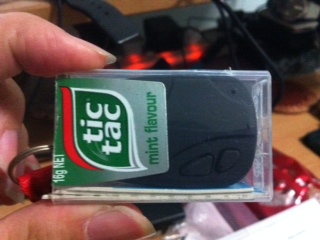 tic
tac
mint flavour
16g NET